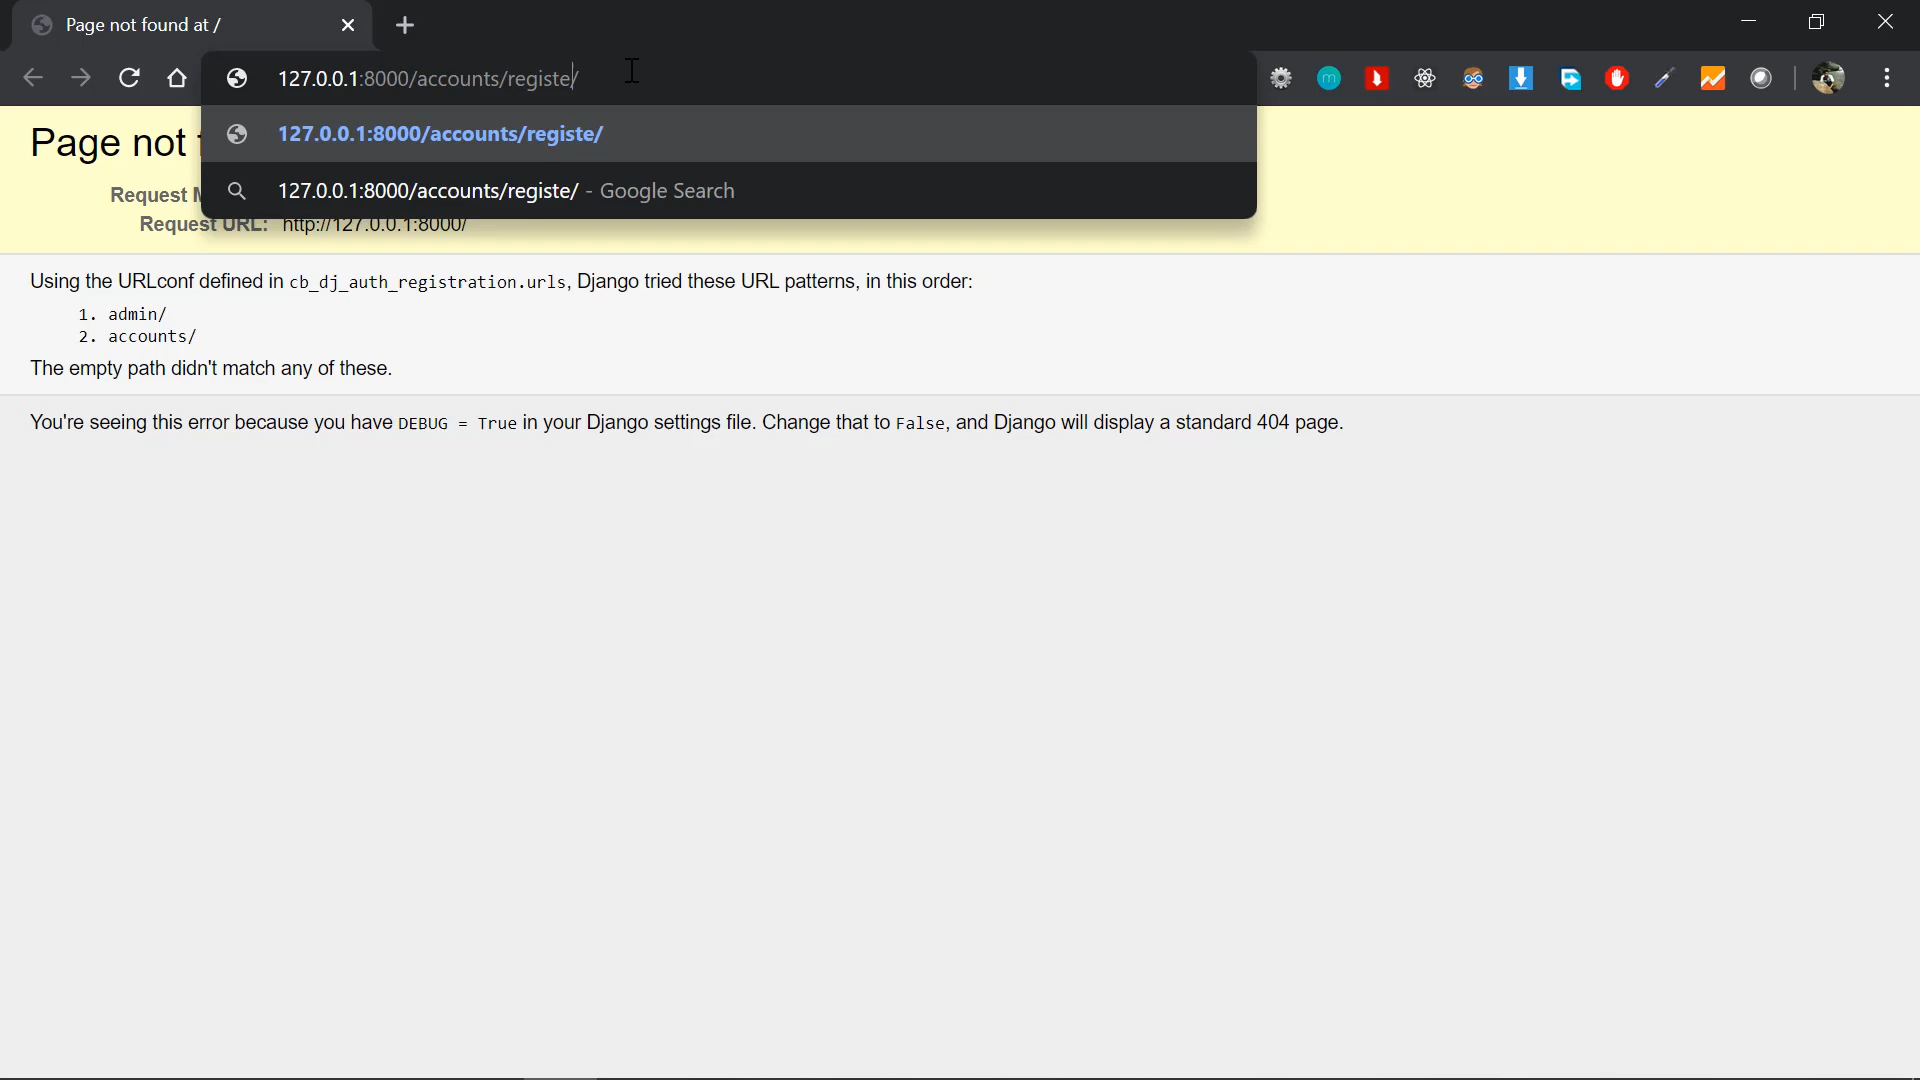 Page not found at /
127.0.0.1:8000/accounts/registe/
m
127.0.0.1:8000/accounts/registe/
127.0.0.1:8000/accounts/registe/ - Google Search
Page not
Request
Request URL: http://127.0.0.1:8000/
Using the URLconf defined in cb_dj_auth_registration.urls, Django tried these URL patterns, in this order:
1. admin/
2. accounts/
The empty path didn't match any of these.
You're seeing this error because you have DEBUG = True in your Django settings file. Change that to False, and Django will display a standard 404 page.